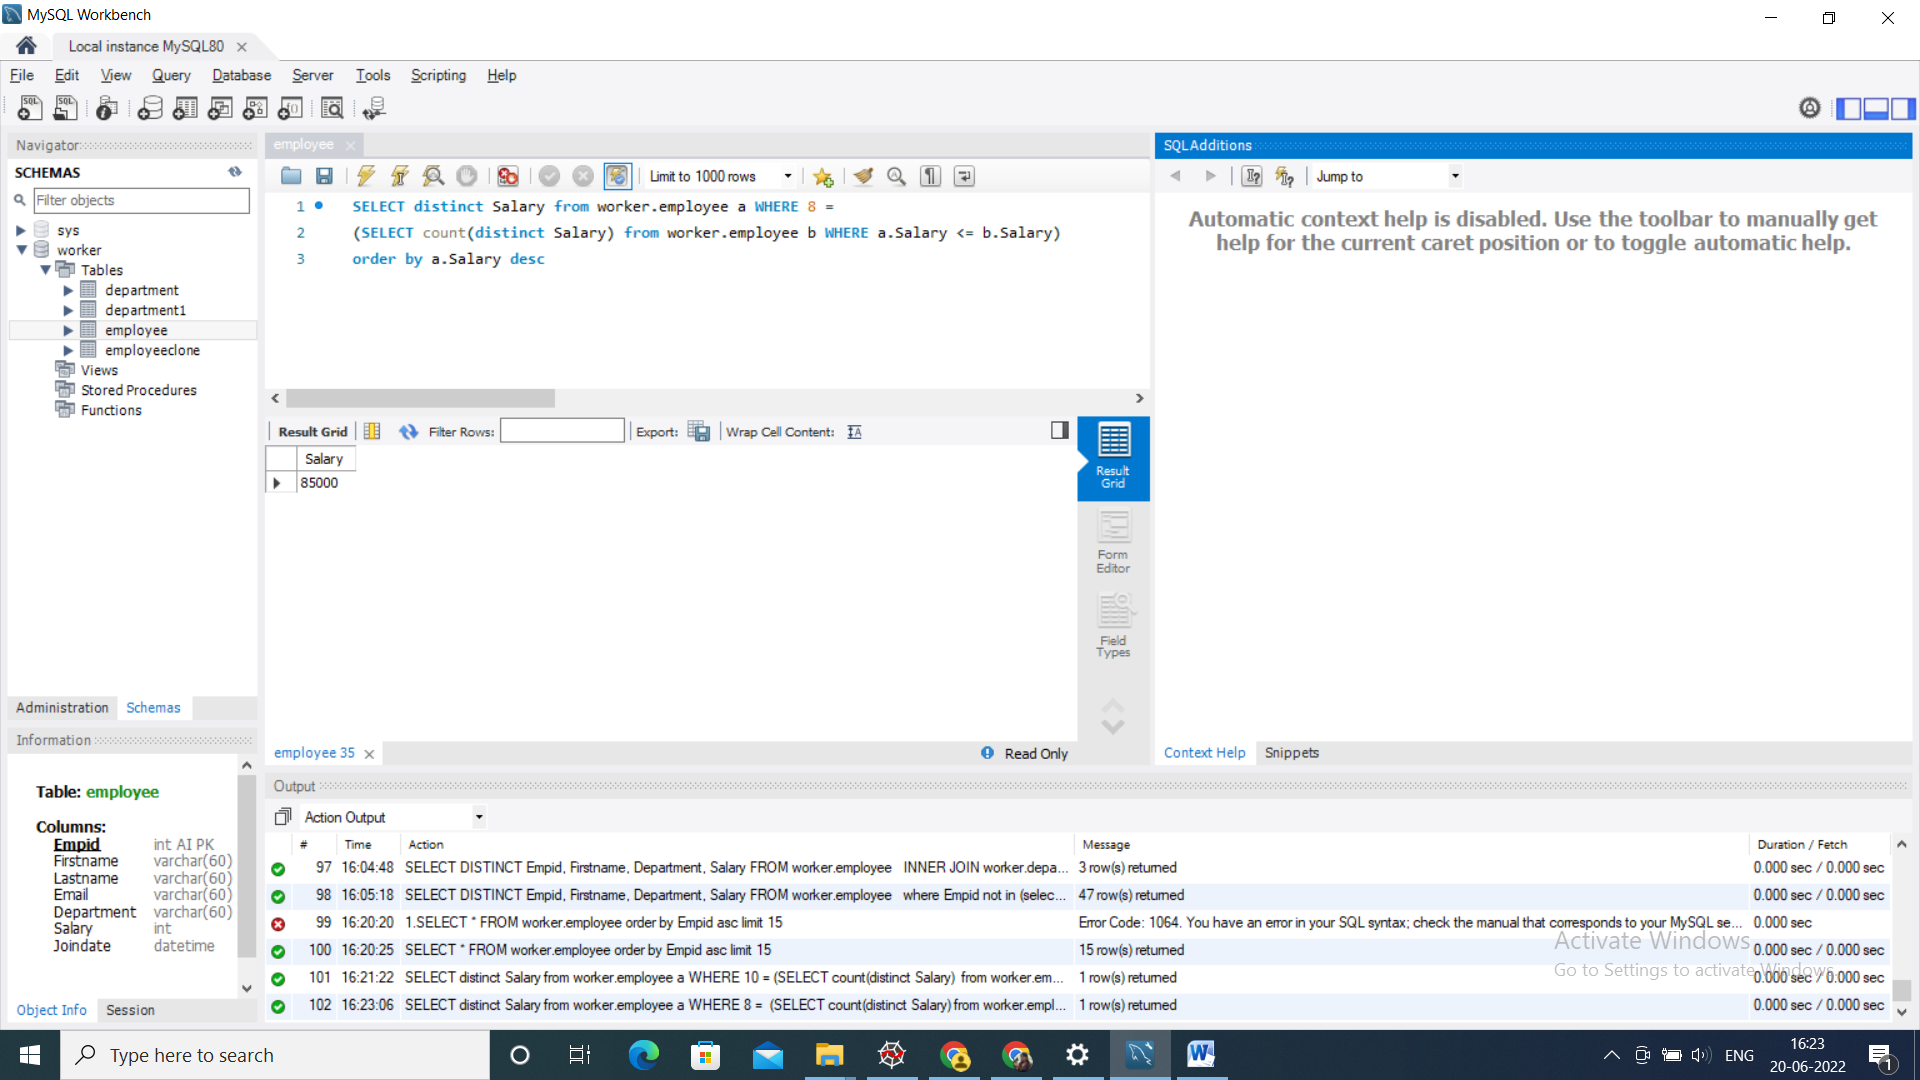 MySQL Workbench
Local instance MySQL80
File Edit View Query Database Server Tools Scripting Help
Navigator
SCHEMAS
Filter objects
sys
worker
Tables
department
department1
employee
employeeclone
Views
Stored Procedures
Functions
Administration Schemas
Information
Table: employee
Columns:
Empid int AI PK
Firstname varchar(60)
Lastname varchar(60)
Email varchar(60)
Department varchar(60)
Salary int
Joindate datetime
Object Info Session
employee
Limit to 1000 rows
1 SELECT distinct Salary from worker.employee a WHERE 8 =
2 (SELECT count(distinct Salary) from worker.employee b WHERE a.Salary <= b.Salary)
3 order by a.Salary desc
Result Grid Filter Rows: Export: Wrap Cell Content:
Salary
85000
Result
Grid
Form
Editor
Field
Types
employee 35 Read Only
SQLAdditions
Jump to
Automatic context help is disabled. Use the toolbar to manually get
help for the current caret position or to toggle automatic help.
Context Help Snippets
Output
Action Output
# Time Action Message Duration / Fetch
97 16:04:48 SELECT DISTINCT Empid, Firstname, Department, Salary FROM worker.employee INNER JOIN worker.depa... 3 row(s) returned 0.000 sec / 0.000 sec
98 16:05:18 SELECT DISTINCT Empid, Firstname, Department, Salary FROM worker.employee where Empid not in (selec... 47 row(s) returned 0.000 sec / 0.000 sec
99 16:20:20 1.SELECT * FROM worker.employee order by Empid asc limit 15 Error Code: 1064. You have an error in your SQL syntax; check the manual that corresponds to your MySQL se... 0.000 sec
100 16:20:25 SELECT * FROM worker.employee order by Empid asc limit 15 15 row(s) returned 0.000 sec / 0.000 sec
101 16:21:22 SELECT distinct Salary from worker.employee a WHERE 10 = (SELECT count(distinct Salary) from worker.em... 1 row(s) returned 0.000 sec / 0.000 sec
102 16:23:06 SELECT distinct Salary from worker.employee a WHERE 8 = (SELECT count(distinct Salary) from worker.empl... 1 row(s) returned 0.000 sec / 0.000 sec
Activate Windows
Go to Settings to activate Windows.
Type here to search
ENG
16:23
20-06-2022
1